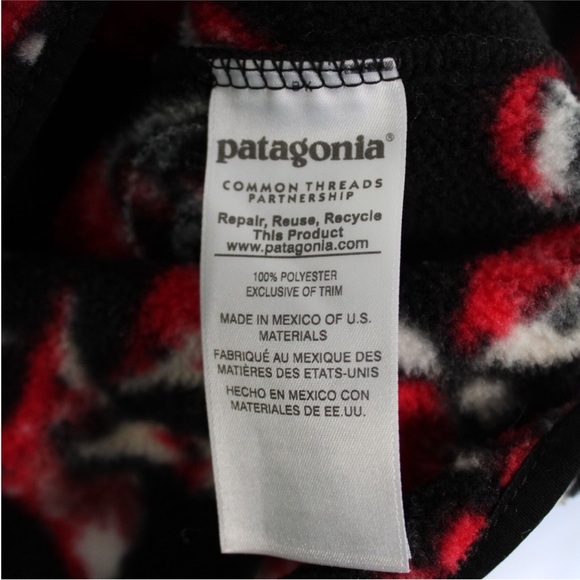 patagonia®
COMMON THREADS
PARTNERSHIP
Repair, Reuse, Recycle
This Product
www.patagonia.com
100% POLYESTER
EXCLUSIVE OF TRIM
MADE IN MEXICO OF U.S.
MATERIALS
FABRIQUÉ AU MEXIQUE DES
MATIÈRES DES ETATS-UNIS
HECHO EN MEXICO CON
MATERIALES DE EE.UU.